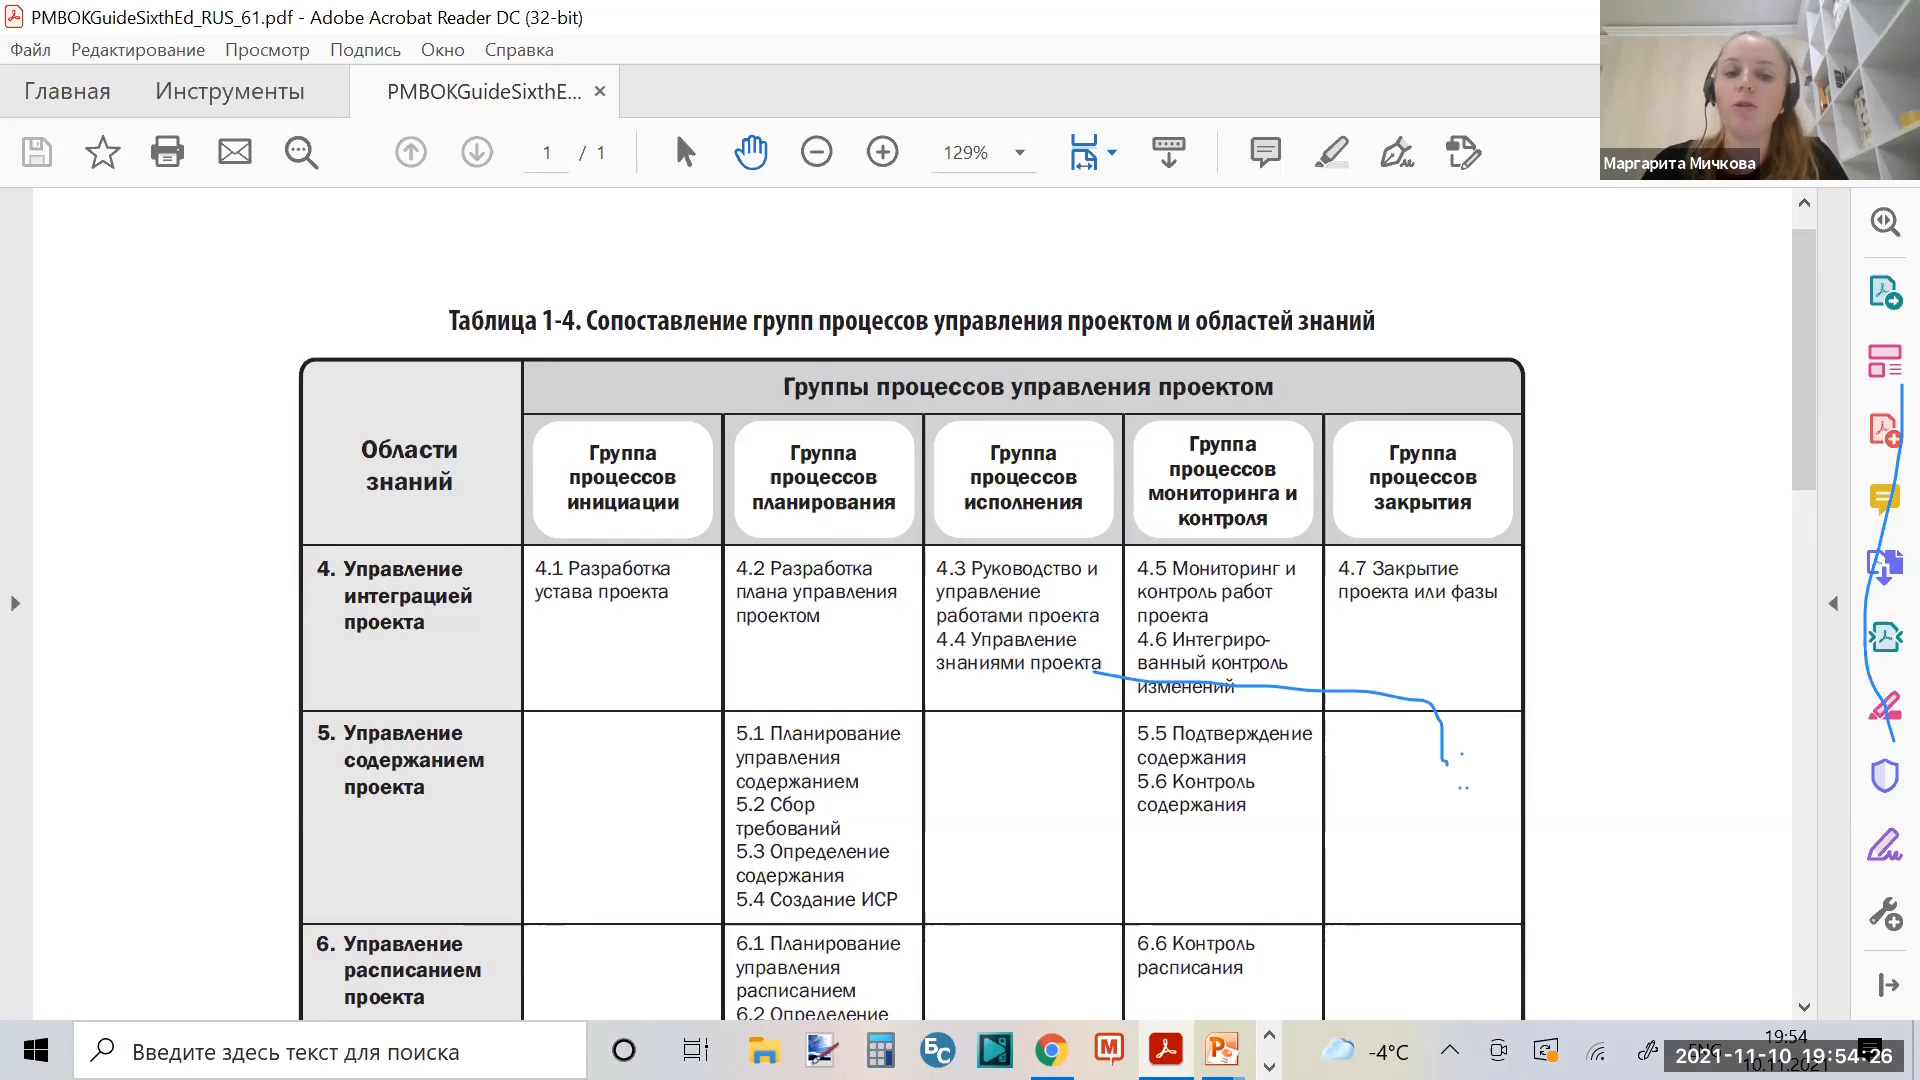 PMBOKGuideSixthEd_RUS_61.pdf - Adobe Acrobat Reader DC (32-bit)
Файл Редактирование Просмотр Подпись Окно Справка
Главная Инструменты PMBOKGuideSixthE... ×
1 / 1 129%
Маргарита Мичкова
Таблица 1-4. Сопоставление групп процессов управления проектом и областей знаний
Области
знаний
Группы процессов управления проектом
Группа
процессов
инициации
Группа
процессов
планирования
Группа
процессов
исполнения
Группа
процессов
мониторинга и
контроля
Группа
процессов
закрытия
4. Управление
интеграцией
проекта
4.1 Разработка
устава проекта
4.2 Разработка
плана управления
проектом
4.3 Руководство и
управление
работами проекта
4.4 Управление
знаниями проекта
4.5 Мониторинг и
контроль работ
проекта
4.6 Интегриро-
ванный контроль
изменений
4.7 Закрытие
проекта или фазы
5. Управление
содержанием
проекта
5.1 Планирование
управления
содержанием
5.2 Сбор
требований
5.3 Определение
содержания
5.4 Создание ИСР
5.5 Подтверждение
содержания
5.6 Контроль
содержания
6. Управление
расписанием
проекта
6.1 Планирование
управления
расписанием
6.2 Определение
6.6 Контроль
расписания
Введите здесь текст для поиска
БС
-4°C
19:54
10.11.2021
2021-11-10 19:54:26